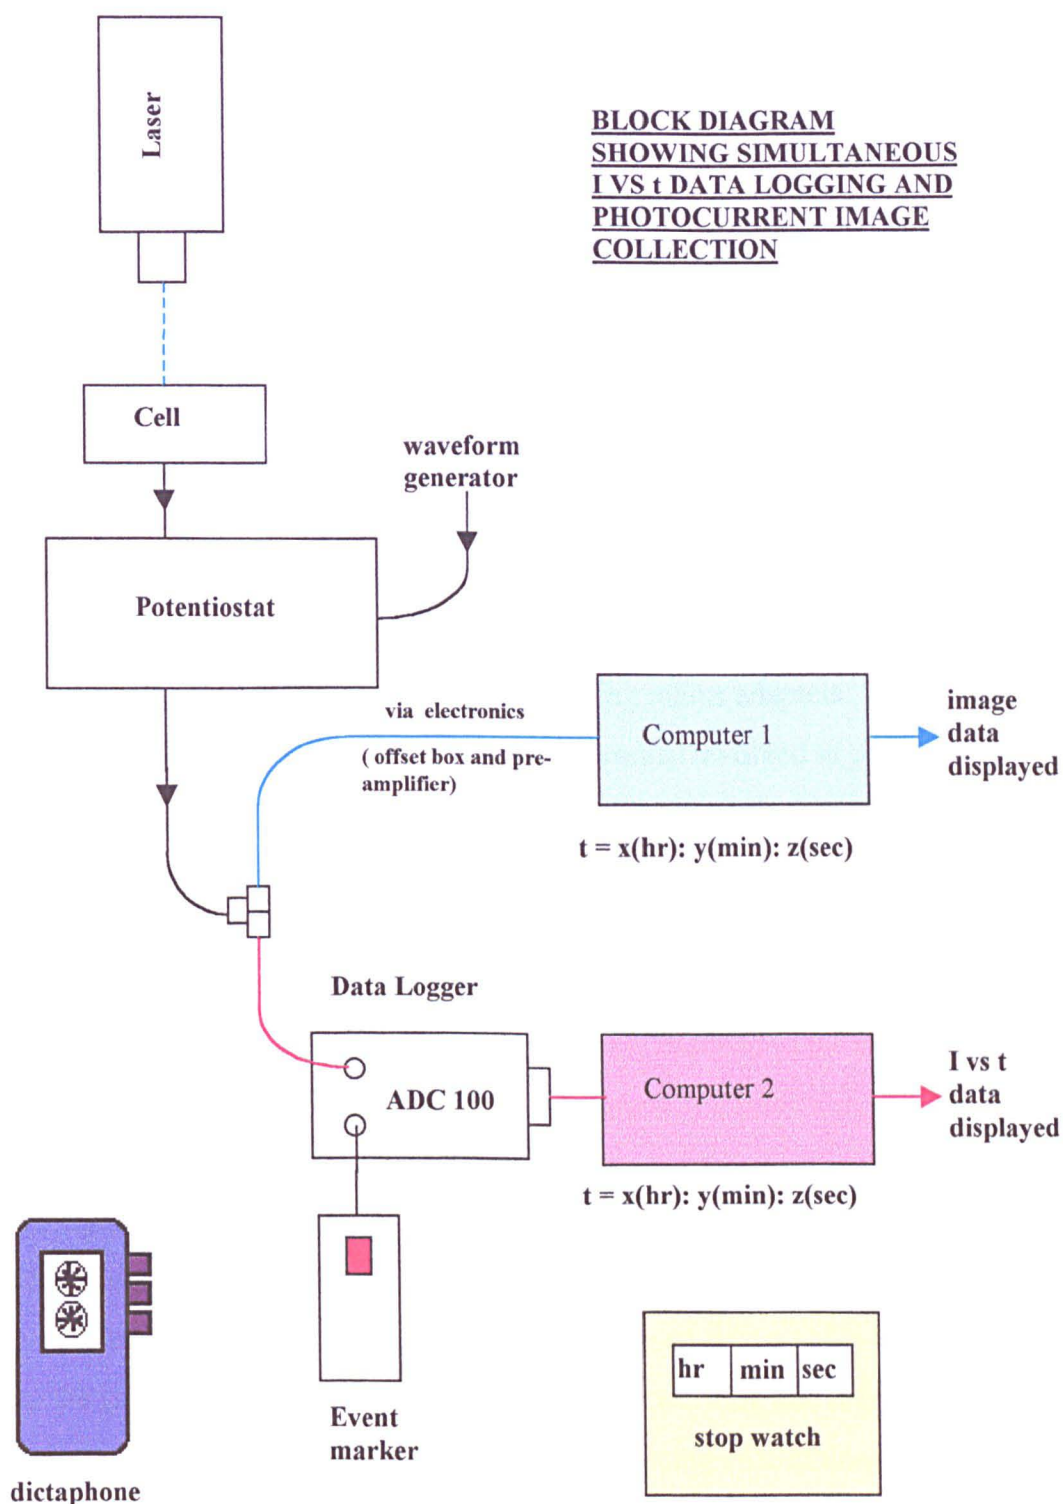 Laser
BLOCK DIAGRAM
SHOWING SIMULTANEOUS
I VS t DATA LOGGING AND
PHOTOCURRENT IMAGE
COLLECTION
Cell
waveform
generator
Potentiostat
via electronics
( offset box and pre-
amplifier)
Computer 1
image
data
displayed
t = x(hr): y(min): z(sec)
Data Logger
ADC 100
Computer 2
I vs t
data
displayed
t = x(hr): y(min): z(sec)
hr min sec
stop watch
Event
marker
dictaphone